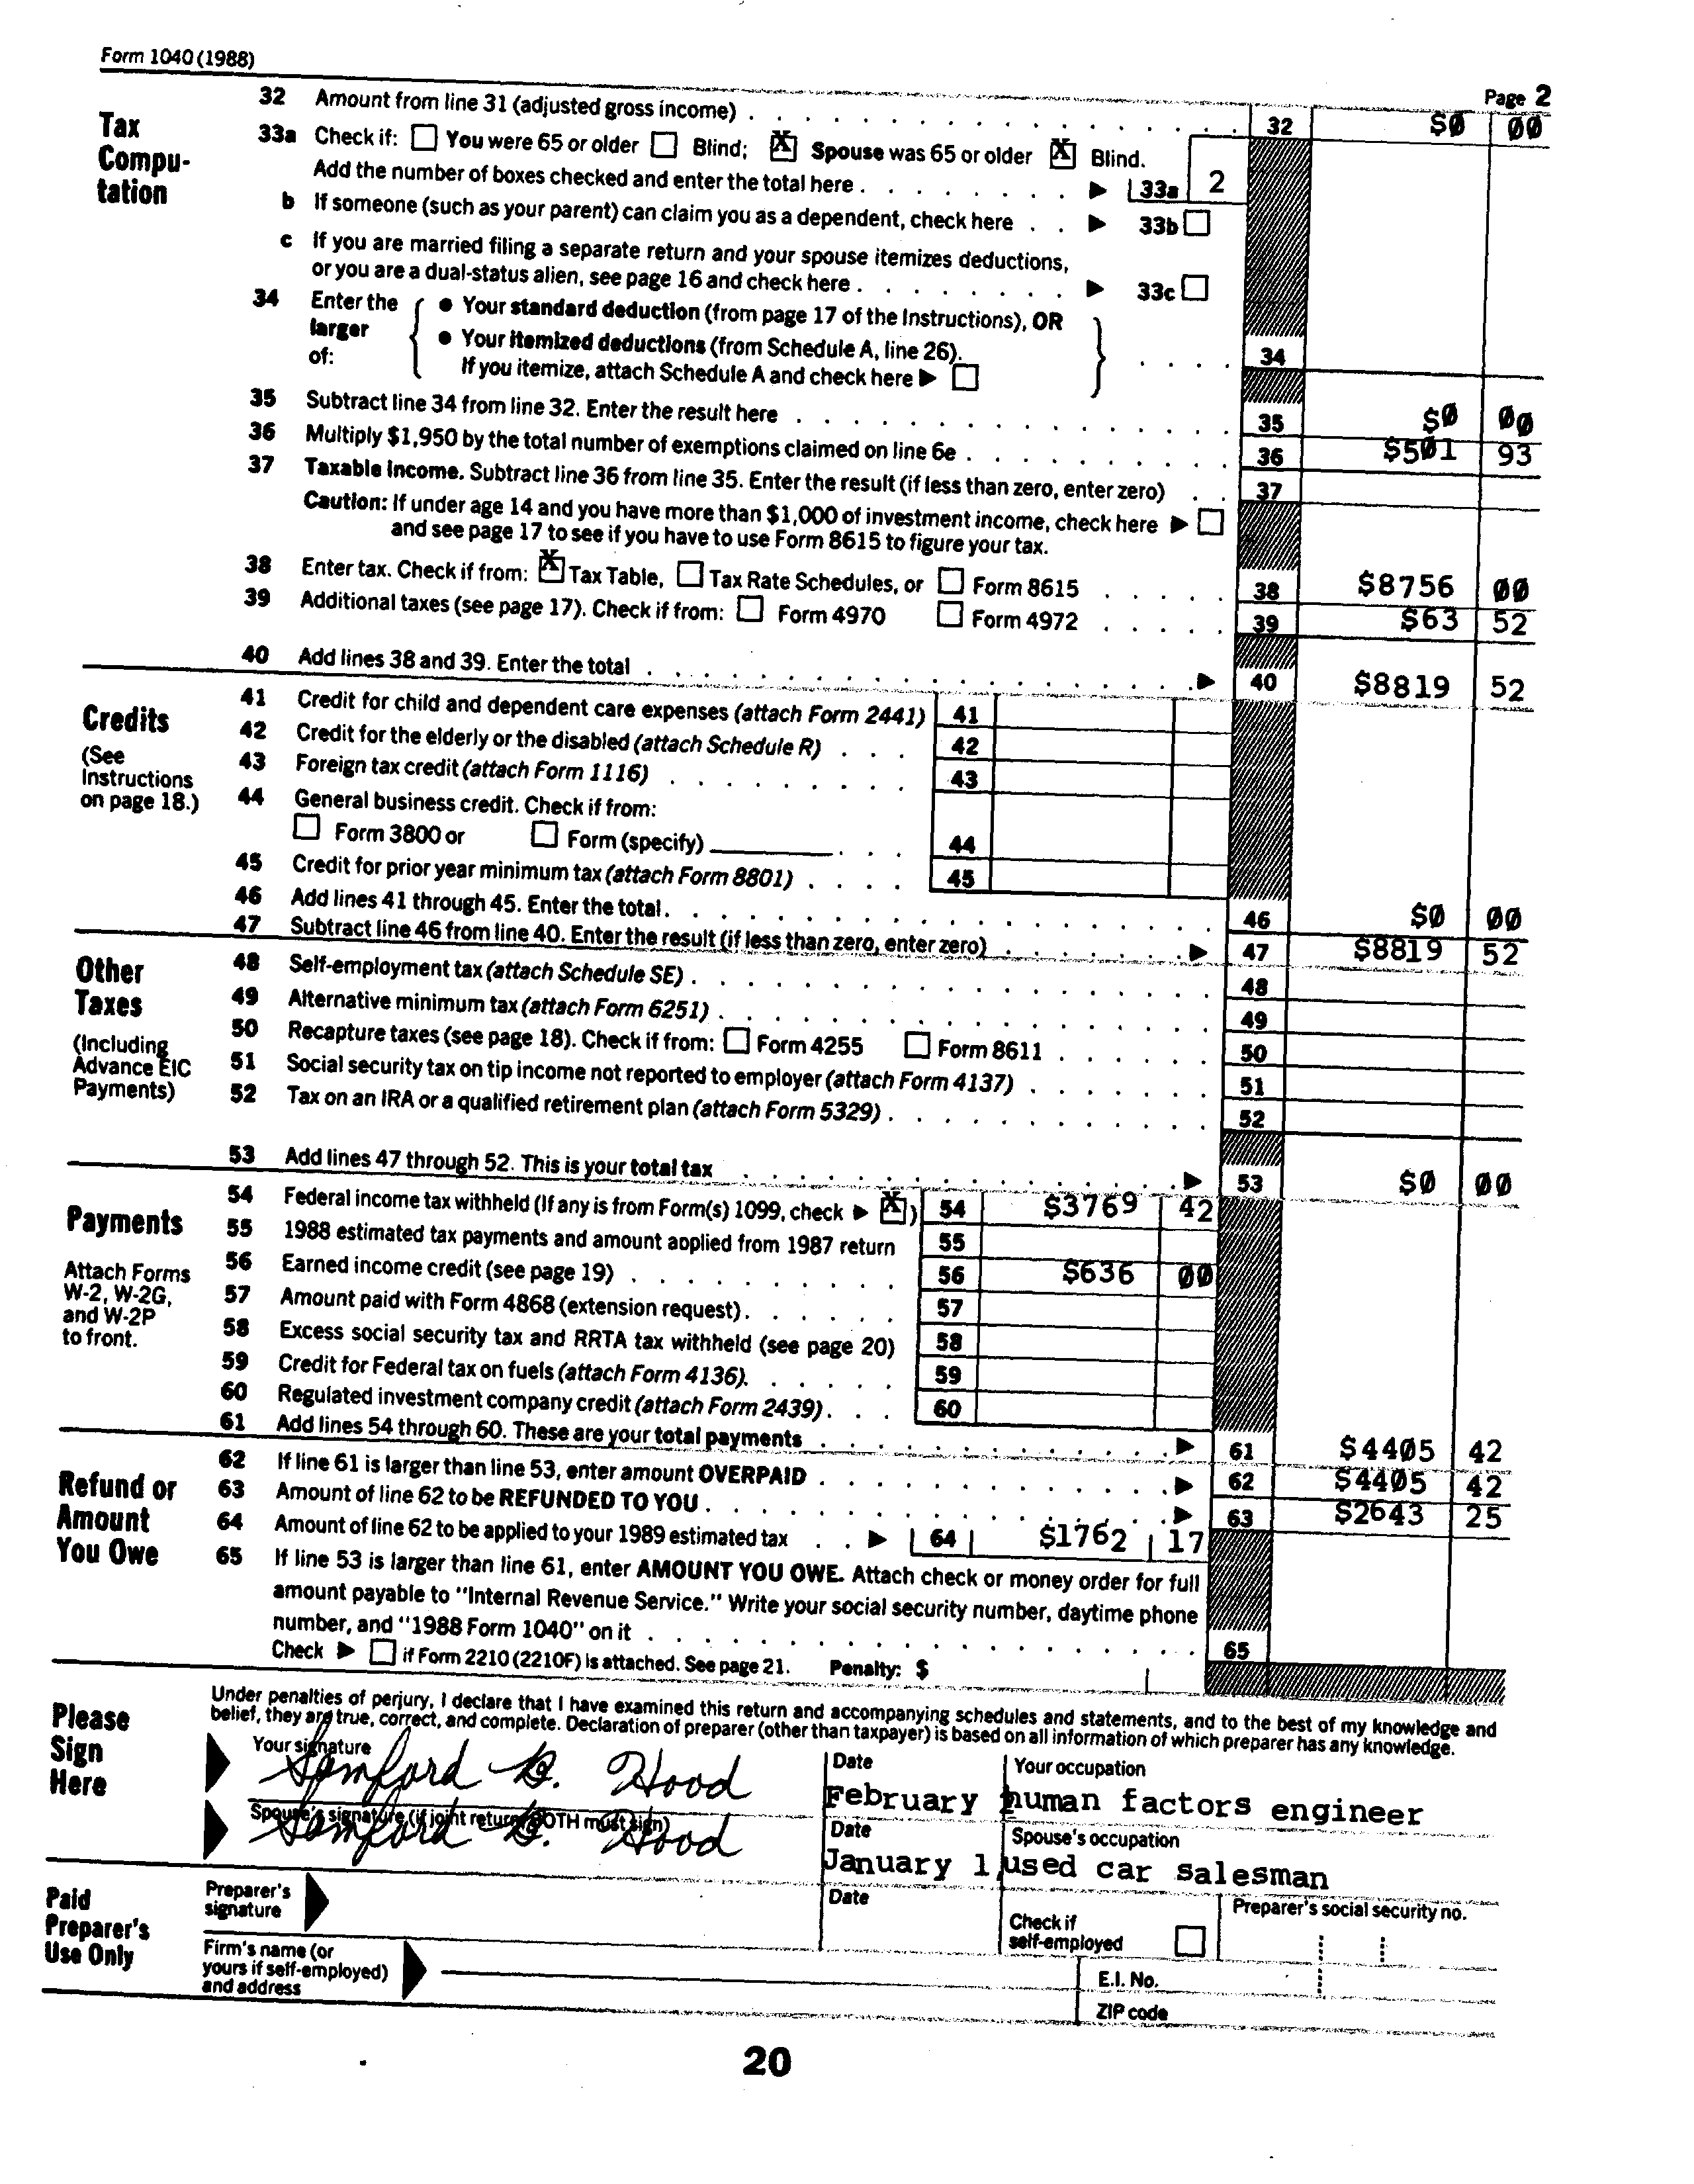 Form 1040 (1988)
Page 2
Tax Compu-tation
32 Amount from line 31 (adjusted gross income) . . . . . . . . . . . . . . 32 $0 00
33a Check if: ☐ You were 65 or older ☐ Blind; ☒ Spouse was 65 or older ☒ Blind.
Add the number of boxes checked and enter the total here . . . . . . . ▶ 33a 2
b If someone (such as your parent) can claim you as a dependent, check here . . ▶ 33b ☐
c If you are married filing a separate return and your spouse itemizes deductions,
or you are a dual-status alien, see page 16 and check here . . . . . . . . ▶ 33c ☐
34 Enter the larger of:
● Your standard deduction (from page 17 of the Instructions), OR
● Your itemized deductions (from Schedule A, line 26).
If you itemize, attach Schedule A and check here ▶ ☐ . . . . 34
35 Subtract line 34 from line 32. Enter the result here . . . . . . . . . . 35 $0 00
36 Multiply $1,950 by the total number of exemptions claimed on line 6e . . . . . . . . 36 $501 93
37 Taxable income. Subtract line 36 from line 35. Enter the result (if less than zero, enter zero) . . 37
Caution: If under age 14 and you have more than $1,000 of investment income, check here ▶ ☐
and see page 17 to see if you have to use Form 8615 to figure your tax.
38 Enter tax. Check if from: ☒ Tax Table, ☐ Tax Rate Schedules, or ☐ Form 8615 . . . . . 38 $8756 00
39 Additional taxes (see page 17). Check if from: ☐ Form 4970 ☐ Form 4972 . . . . . 39 $63 52
40 Add lines 38 and 39. Enter the total . . . . . . . . . . . . ▶ 40 $8819 52
Credits
(See Instructions on page 18.)
41 Credit for child and dependent care expenses (attach Form 2441) 41
42 Credit for the elderly or the disabled (attach Schedule R) . . . 42
43 Foreign tax credit (attach Form 1116) . . . . . . . . 43
44 General business credit. Check if from:
☐ Form 3800 or ☐ Form (specify) ________ . . . 44
45 Credit for prior year minimum tax (attach Form 8801) . . . . 45
46 Add lines 41 through 45. Enter the total . . . . . . . . . . . . 46 $0 00
47 Subtract line 46 from line 40. Enter the result (if less than zero, enter zero) . . . . . . ▶ 47 $8819 52
Other Taxes
(Including Advance EIC Payments)
48 Self-employment tax (attach Schedule SE) . . . . . . . . . . . . 48
49 Alternative minimum tax (attach Form 6251) . . . . . . . . . . . 49
50 Recapture taxes (see page 18). Check if from: ☐ Form 4255 ☐ Form 8611 . . . . . . 50
51 Social security tax on tip income not reported to employer (attach Form 4137) . . . . . . 51
52 Tax on an IRA or a qualified retirement plan (attach Form 5329) . . . . . . . . . 52
53 Add lines 47 through 52. This is your total tax . . . . . . . . . . ▶ 53 $0 00
Payments
Attach Forms W-2, W-2G, and W-2P to front.
54 Federal income tax withheld (If any is from Form(s) 1099, check ▶ ☒) 54 $3769 42
55 1988 estimated tax payments and amount applied from 1987 return 55
56 Earned income credit (see page 19) . . . . . . . . . 56 $636 00
57 Amount paid with Form 4868 (extension request) . . . . . . 57
58 Excess social security tax and RRTA tax withheld (see page 20) 58
59 Credit for Federal tax on fuels (attach Form 4136). . . . . . 59
60 Regulated investment company credit (attach Form 2439) . . . 60
61 Add lines 54 through 60. These are your total payments . . . . . . . . ▶ 61 $4405 42
Refund or Amount You Owe
62 If line 61 is larger than line 53, enter amount OVERPAID . . . . . . . . ▶ 62 $4405 42
63 Amount of line 62 to be REFUNDED TO YOU . . . . . . . . . . . ▶ 63 $2643 25
64 Amount of line 62 to be applied to your 1989 estimated tax . . ▶ 64 $1762 17
65 If line 53 is larger than line 61, enter AMOUNT YOU OWE. Attach check or money order for full
amount payable to "Internal Revenue Service." Write your social security number, daytime phone
number, and "1988 Form 1040" on it . . . . . . . . . . . . 65
Check ▶ ☐ if Form 2210 (2210F) is attached. See page 21. Penalty: $
Please Sign Here
Under penalties of perjury, I declare that I have examined this return and accompanying schedules and statements, and to the best of my knowledge and
belief, they are true, correct, and complete. Declaration of preparer (other than taxpayer) is based on all information of which preparer has any knowledge.
Your signature Date Your occupation
Samford B. Hood February human factors engineer
Spouse's signature (if joint return, BOTH must sign) Date Spouse's occupation
Samford B. Hood January 1, used car salesman
Paid Preparer's Use Only
Preparer's signature Date Check if self-employed ☐ Preparer's social security no.
Firm's name (or yours if self-employed) and address
E.I. No.
ZIP code
20